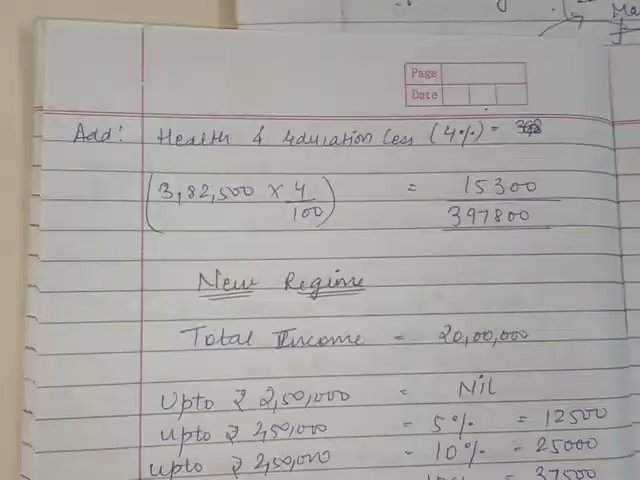 Ma
Page
Date
Add! Health & Education Cess (4%) =
(3,82,500 × 4/100) = 15300
397800
New Regime
Total Income = 20,00,000
Upto ₹ 2,50,000 = Nil
Upto ₹ 2,50,000 = 5% = 12500
upto ₹ 2,50,000 = 10% = 25000
= 37500